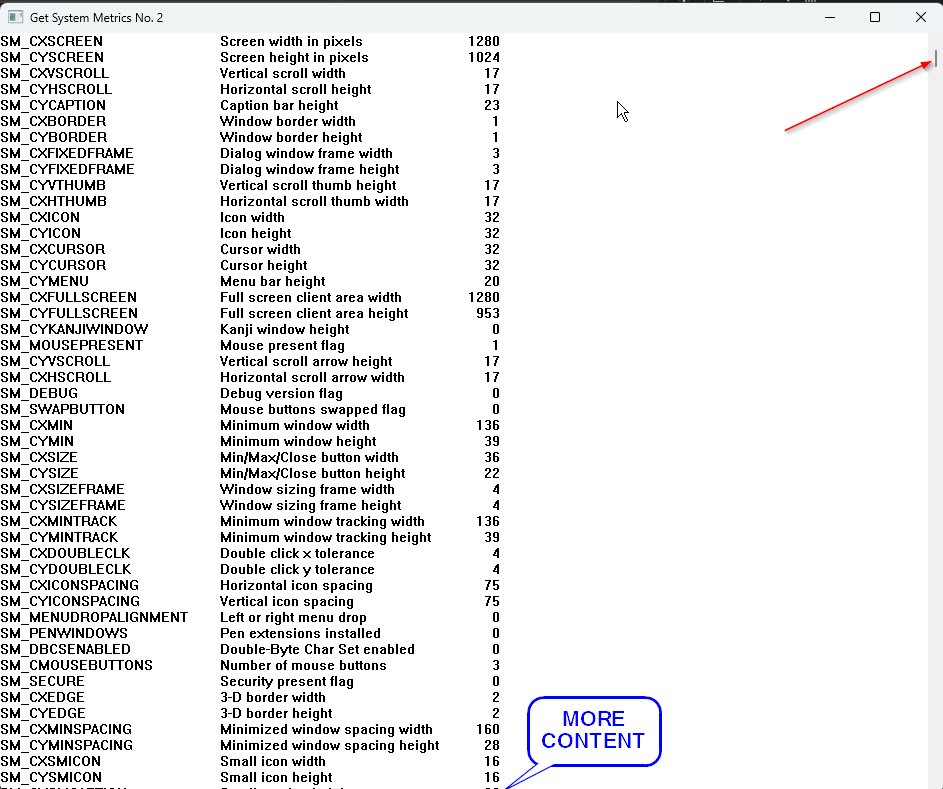 Get System Metrics No. 2
SM_CXSCREEN Screen width in pixels 1280
SM_CYSCREEN Screen height in pixels 1024
SM_CXVSCROLL Vertical scroll width 17
SM_CYHSCROLL Horizontal scroll height 17
SM_CYCAPTION Caption bar height 23
SM_CXBORDER Window border width 1
SM_CYBORDER Window border height 1
SM_CXFIXEDFRAME Dialog window frame width 3
SM_CYFIXEDFRAME Dialog window frame height 3
SM_CYVTHUMB Vertical scroll thumb height 17
SM_CXHTHUMB Horizontal scroll thumb width 17
SM_CXICON Icon width 32
SM_CYICON Icon height 32
SM_CXCURSOR Cursor width 32
SM_CYCURSOR Cursor height 32
SM_CYMENU Menu bar height 20
SM_CXFULLSCREEN Full screen client area width 1280
SM_CYFULLSCREEN Full screen client area height 953
SM_CYKANJIWINDOW Kanji window height 0
SM_MOUSEPRESENT Mouse present flag 1
SM_CYVSCROLL Vertical scroll arrow height 17
SM_CXHSCROLL Horizontal scroll arrow width 17
SM_DEBUG Debug version flag 0
SM_SWAPBUTTON Mouse buttons swapped flag 0
SM_CXMIN Minimum window width 136
SM_CYMIN Minimum window height 39
SM_CXSIZE Min/Max/Close button width 36
SM_CYSIZE Min/Max/Close button height 22
SM_CXSIZEFRAME Window sizing frame width 4
SM_CYSIZEFRAME Window sizing frame height 4
SM_CXMINTRACK Minimum window tracking width 136
SM_CYMINTRACK Minimum window tracking height 39
SM_CXDOUBLECLK Double click x tolerance 4
SM_CYDOUBLECLK Double click y tolerance 4
SM_CXICONSPACING Horizontal icon spacing 75
SM_CYICONSPACING Vertical icon spacing 75
SM_MENUDROPALIGNMENT Left or right menu drop 0
SM_PENWINDOWS Pen extensions installed 0
SM_DBCSENABLED Double-Byte Char Set enabled 0
SM_CMOUSEBUTTONS Number of mouse buttons 3
SM_SECURE Security present flag 0
SM_CXEDGE 3-D border width 2
SM_CYEDGE 3-D border height 2
SM_CXMINSPACING Minimized window spacing width 160
SM_CYMINSPACING Minimized window spacing height 28
SM_CXSMICON Small icon width 16
SM_CYSMICON Small icon height 16
MORE
CONTENT